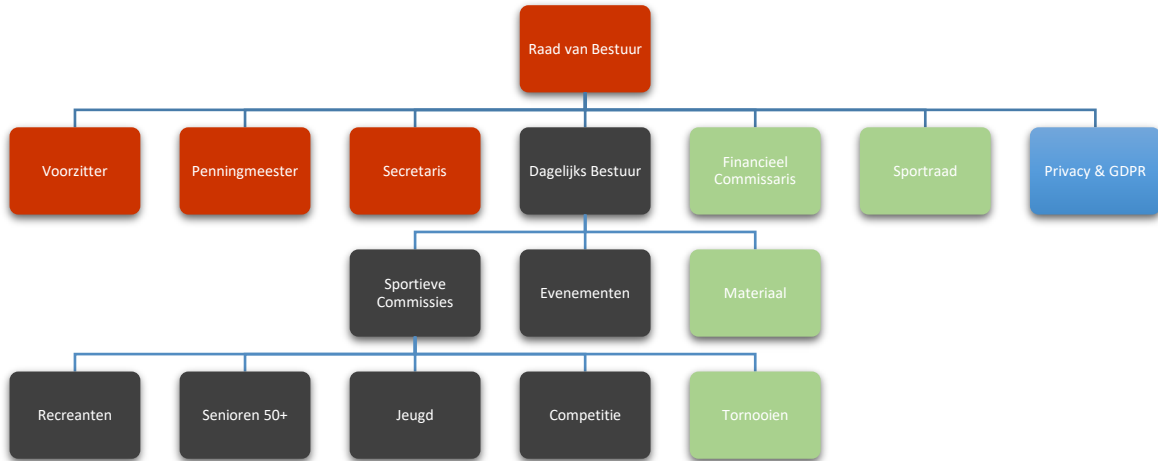 Raad van Bestuur
Voorzitter
Penningmeester
Secretaris
Dagelijks Bestuur
Financieel
Commissaris
Sportraad
Privacy & GDPR
Sportieve
Commissies
Evenementen
Materiaal
Recreanten
Senioren 50+
Jeugd
Competitie
Tornooien